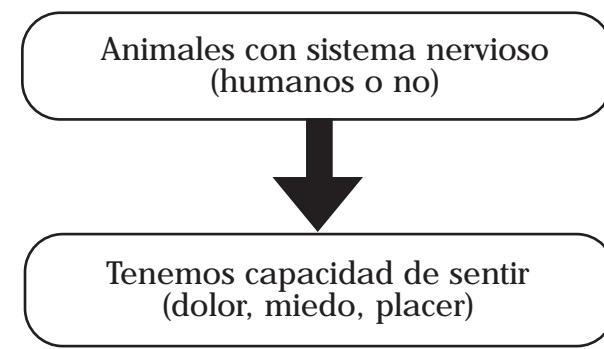 Animales con sistema nervioso
(humanos o no)
Tenemos capacidad de sentir
(dolor, miedo, placer)